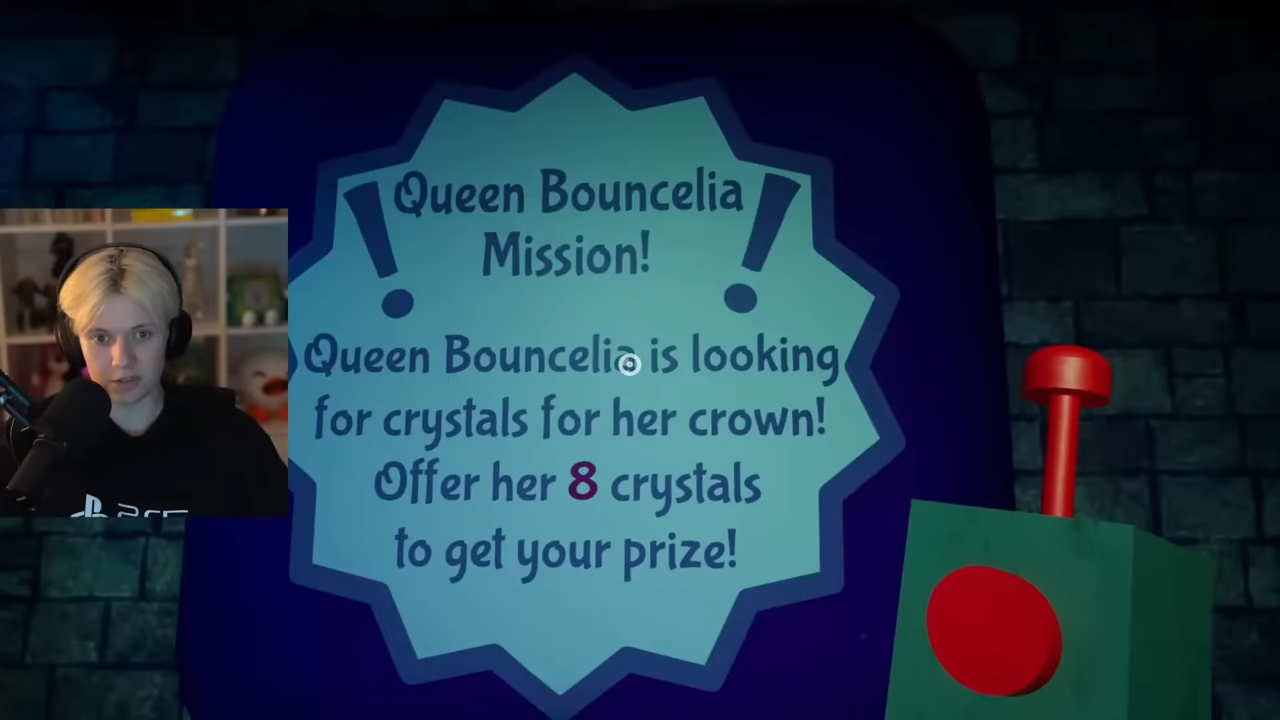 Queen Bouncelia
Mission!
Queen Bouncelia is looking
for crystals for her crown!
Offer her 8 crystals
to get your prize!